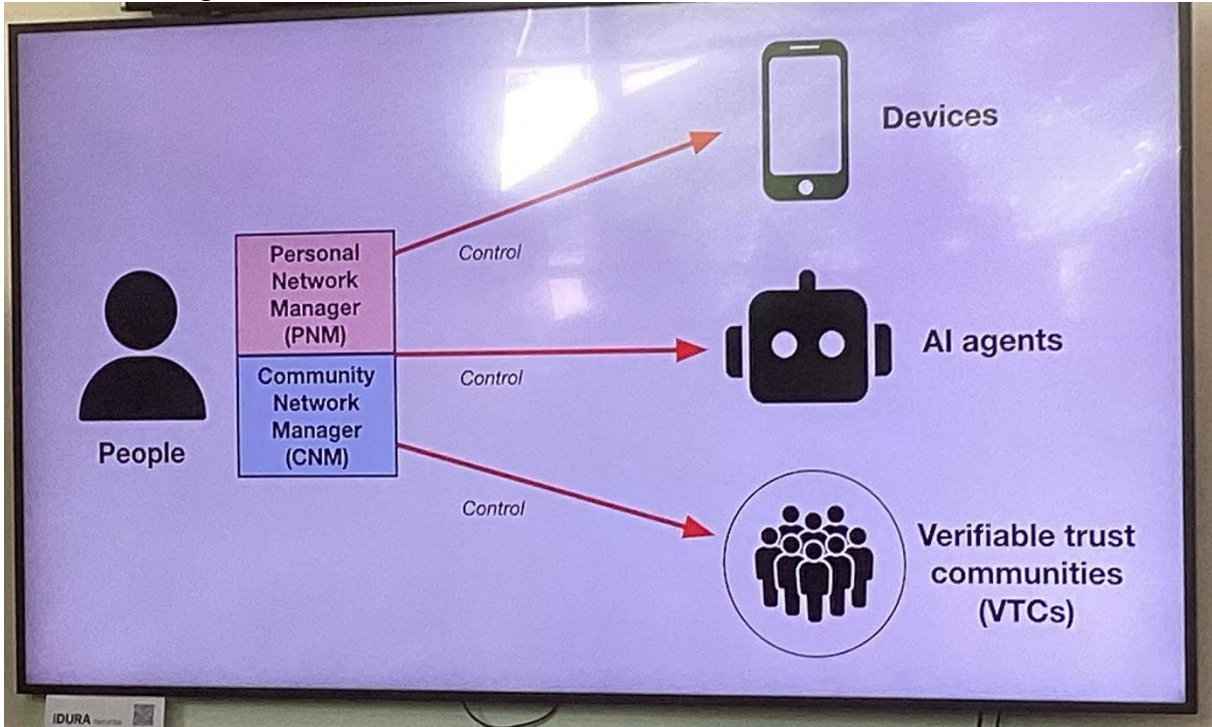 Devices
Personal
Network
Manager
(PNM)
Control
Community
Network
Manager
(CNM)
Control
AI agents
People
Control
Verifiable trust
communities
(VTCs)
IDURA